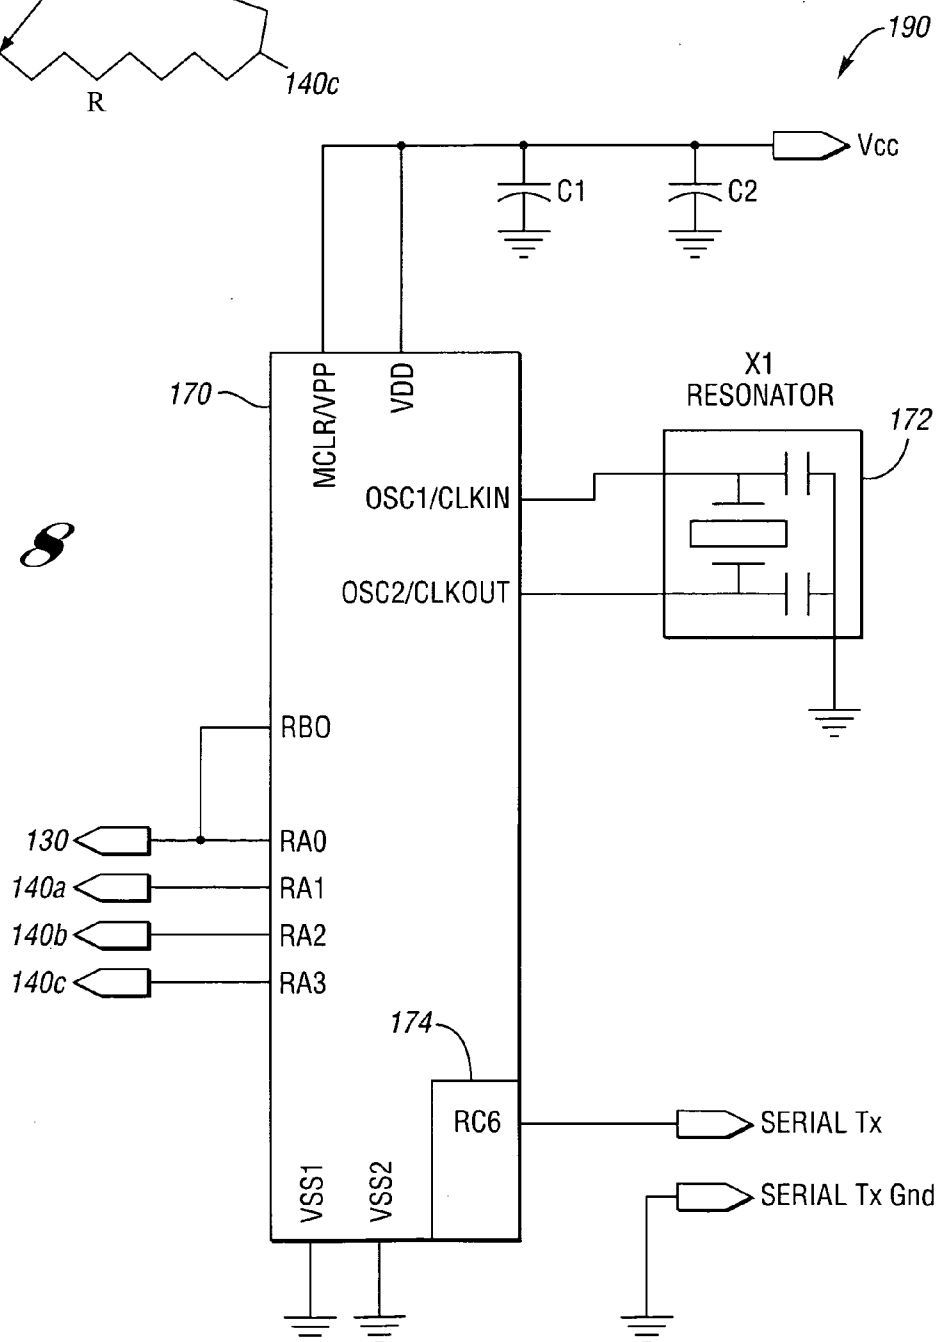 190
140c
R
Vcc
C1
C2
170
MCLR/VPP
VDD
X1
RESONATOR
172
OSC1/CLKIN
8
OSC2/CLKOUT
RB0
130
RA0
140a
RA1
140b
RA2
140c
RA3
174
RC6
SERIAL Tx
VSS1
VSS2
SERIAL Tx Gnd